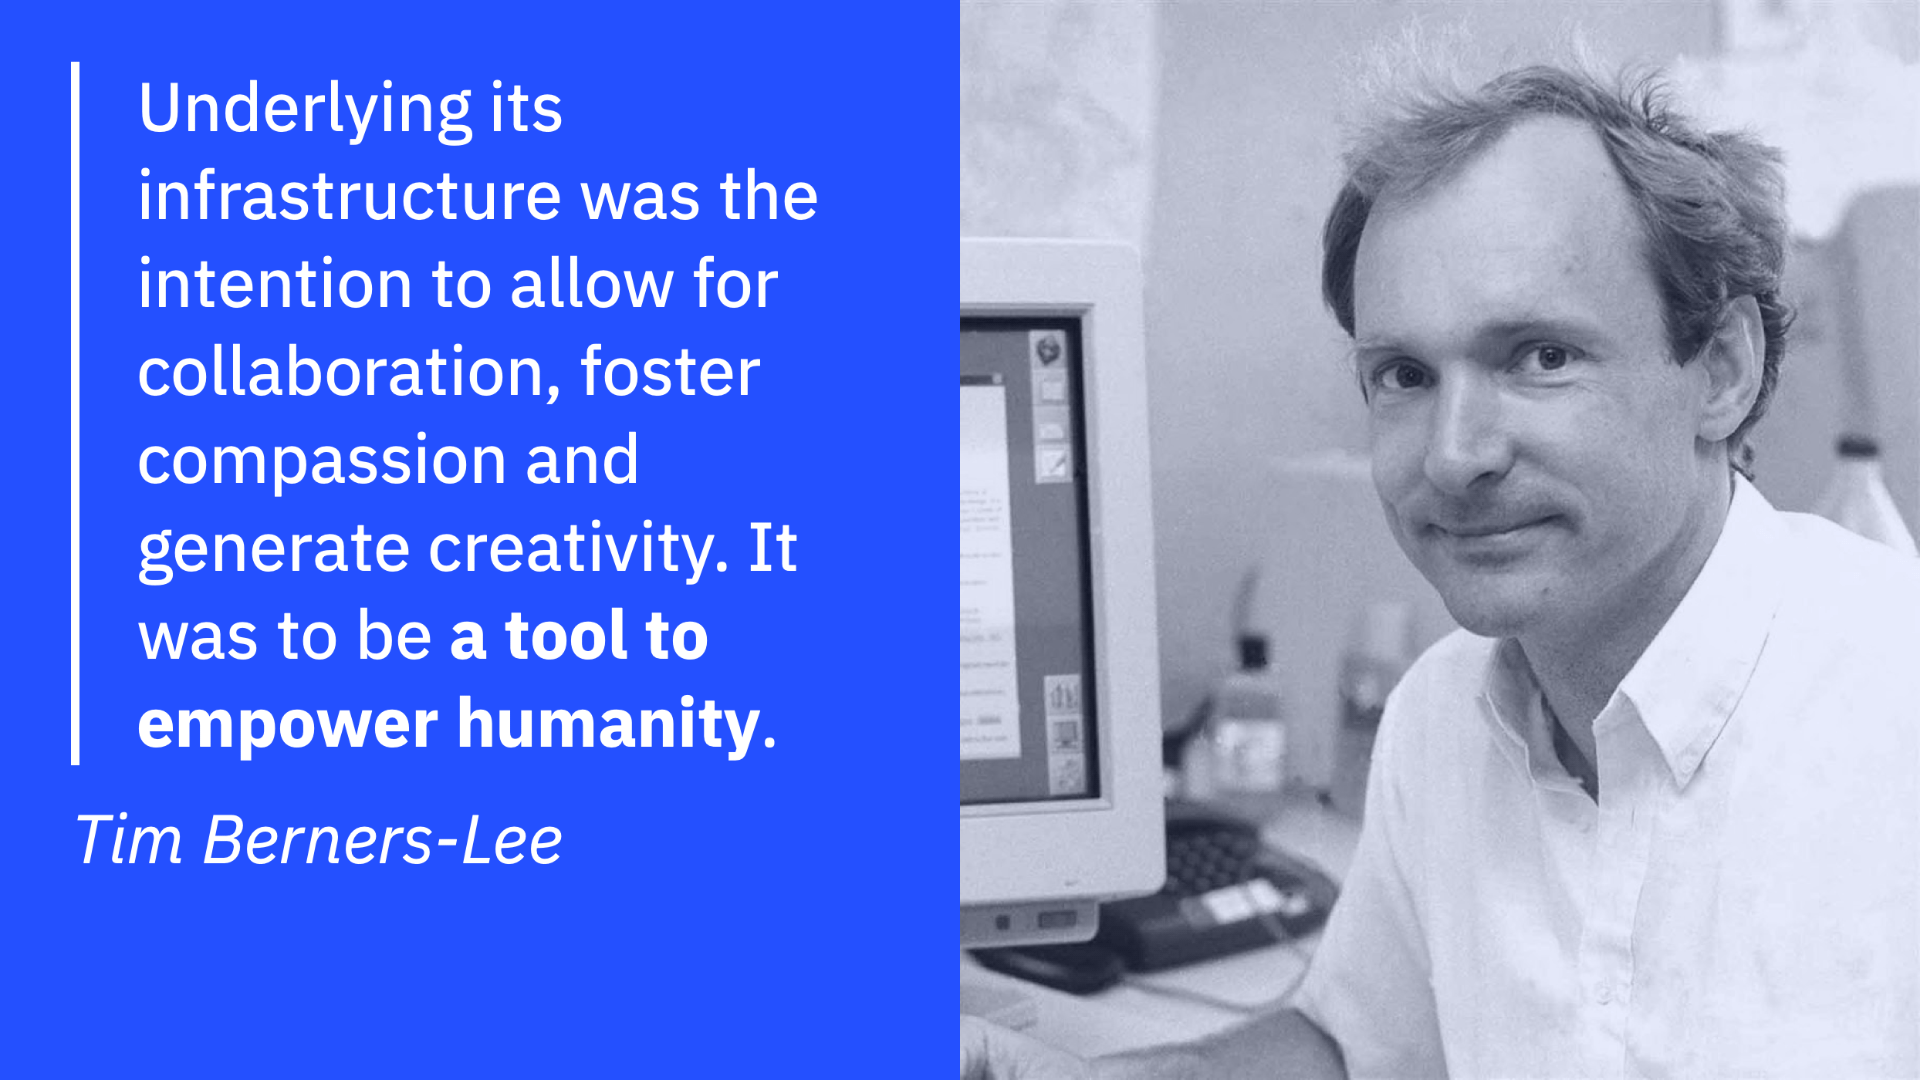 Underlying its
infrastructure was the
intention to allow for
collaboration, foster
compassion and
generate creativity. It
was to be a tool to
empower humanity.
Tim Berners-Lee